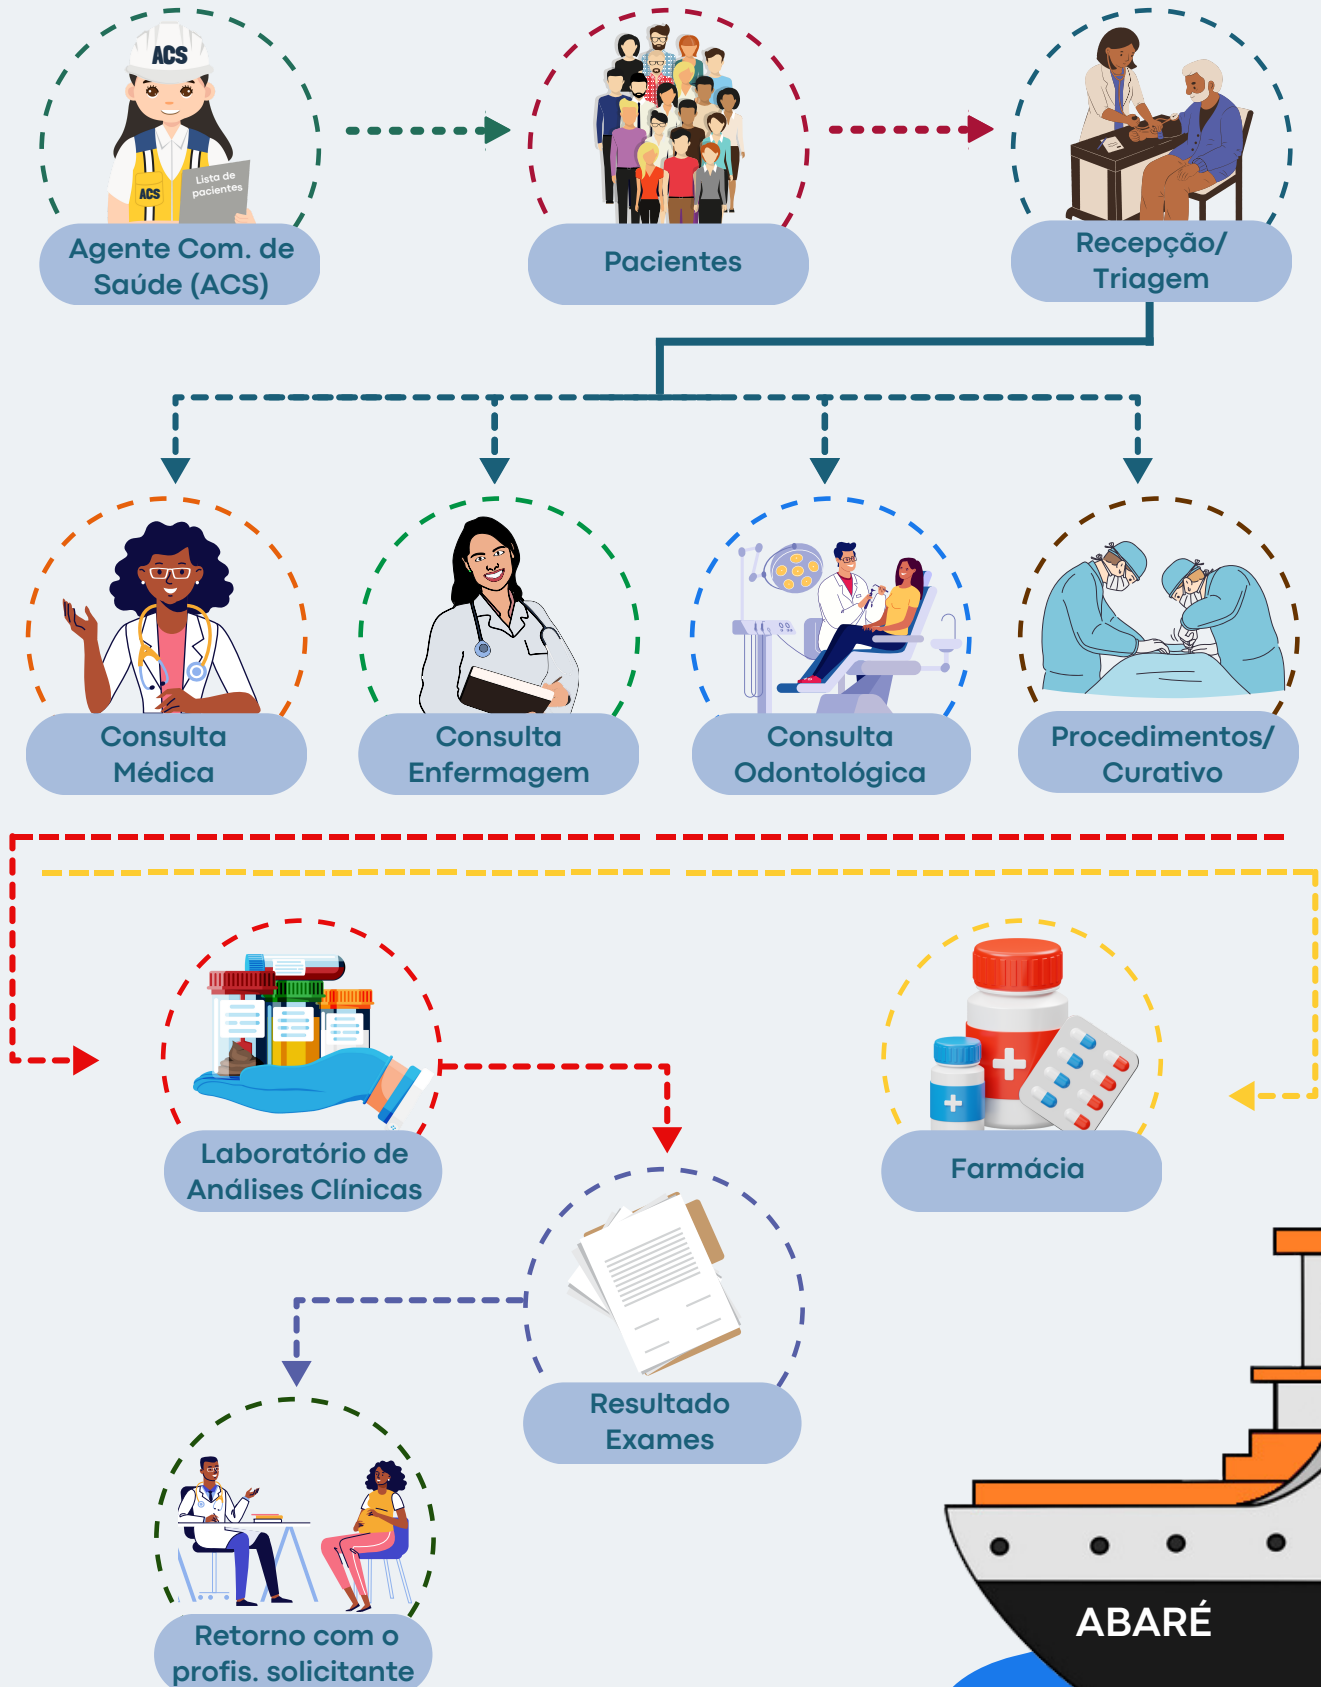 ACS
ACS
Lista de
pacientes
Agente Com. de
Saúde (ACS)
Pacientes
Recepção/
Triagem
Consulta
Médica
Consulta
Enfermagem
Consulta
Odontológica
Procedimentos/
Curativo
Laboratório de
Análises Clínicas
Farmácia
Resultado
Exames
Retorno com o
profis. solicitante
ABARÉ